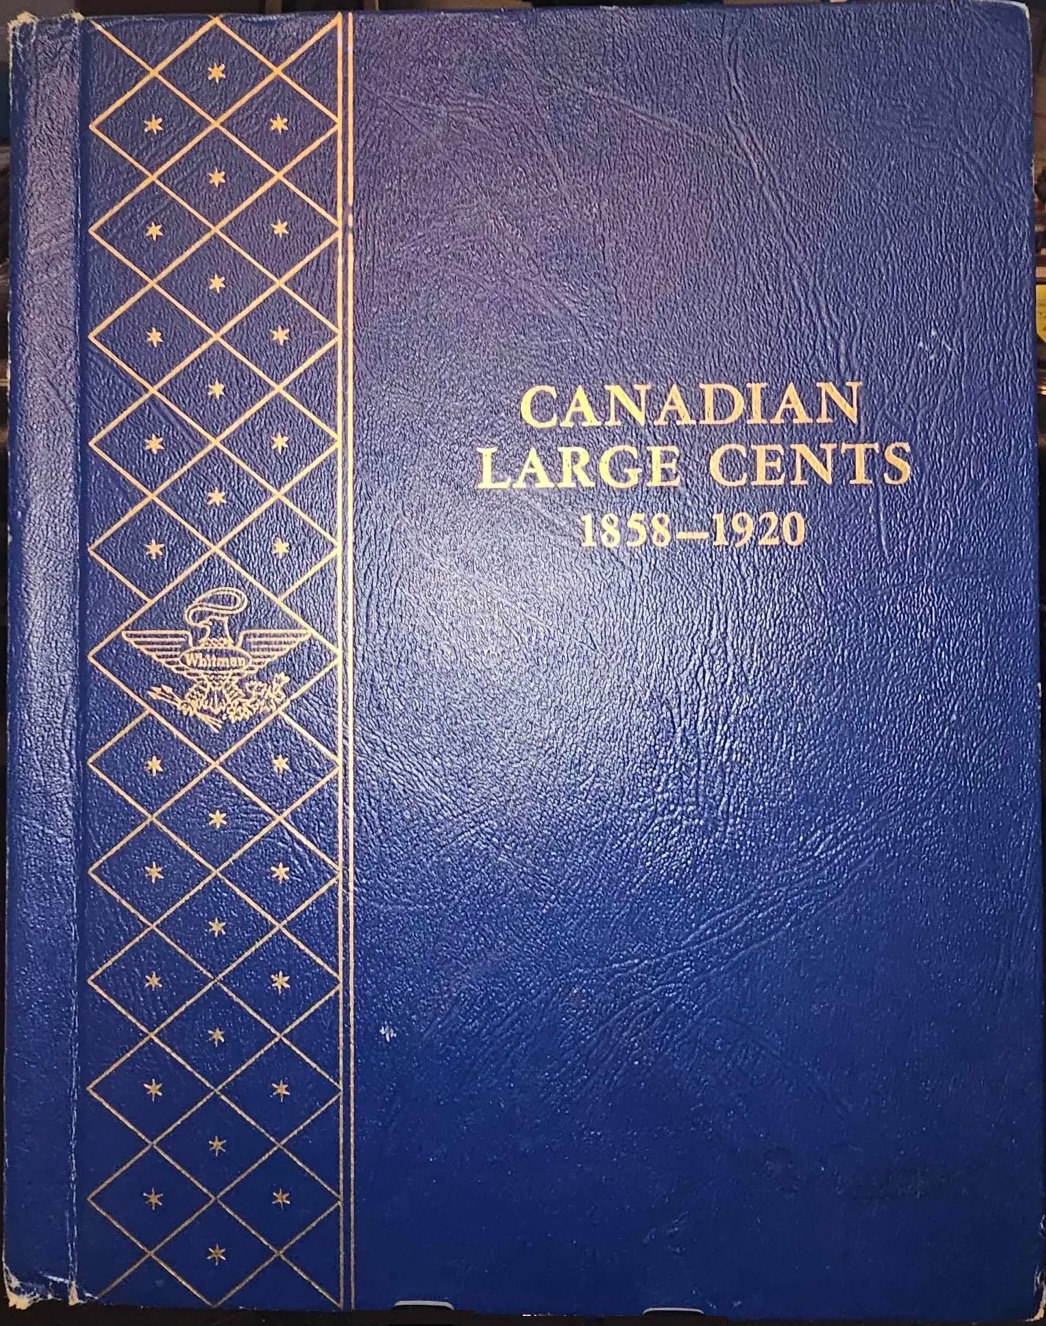 CANADIAN
LARGE CENTS
1858–1920
Whitman